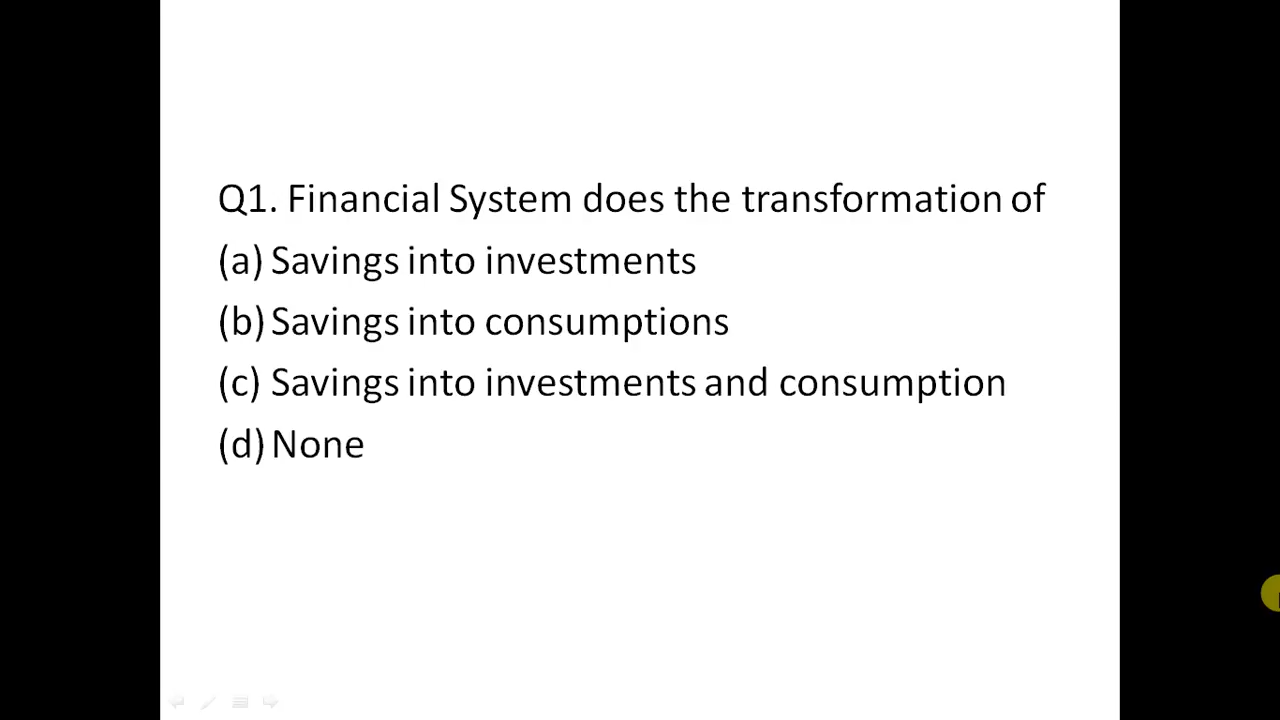 Q1. Financial System does the transformation of
(a) Savings into investments
(b) Savings into consumptions
(c) Savings into investments and consumption
(d) None